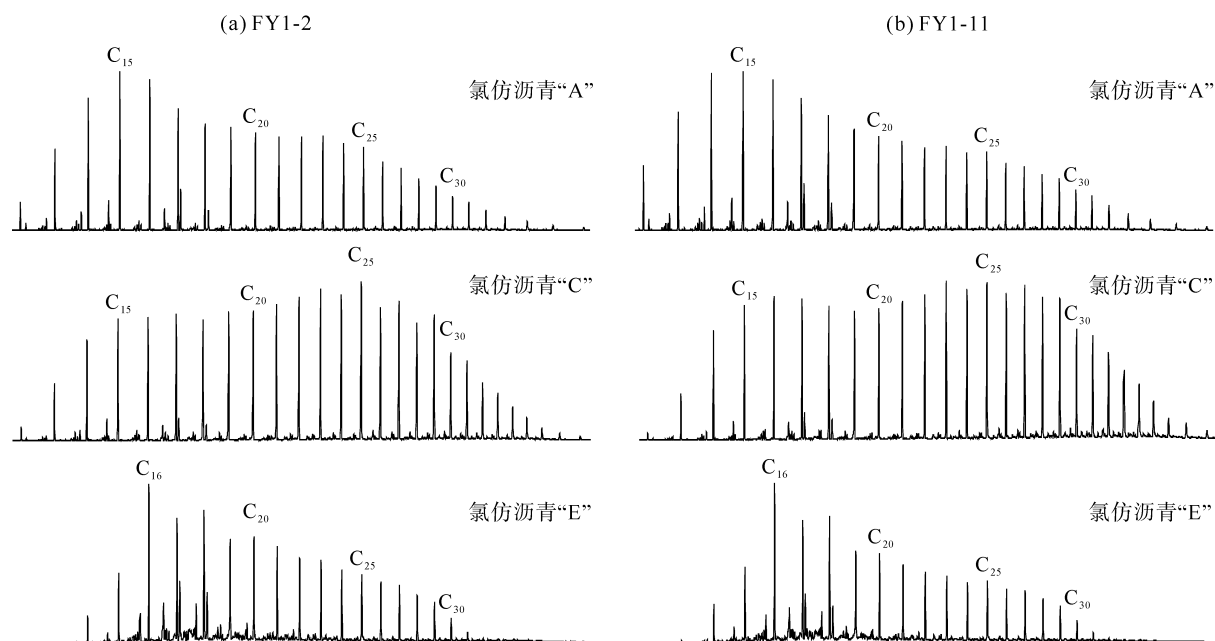 (a) FY1-2
C₁₅
C₂₀
C₂₅
C₃₀
氯仿沥青“A”
C₁₅
C₂₀
C₂₅
C₃₀
氯仿沥青“C”
C₁₆
C₂₀
C₂₅
C₃₀
氯仿沥青“E”
(b) FY1-11
C₁₅
C₂₀
C₂₅
C₃₀
氯仿沥青“A”
C₁₅
C₂₀
C₂₅
C₃₀
氯仿沥青“C”
C₁₆
C₂₀
C₂₅
C₃₀
氯仿沥青“E”